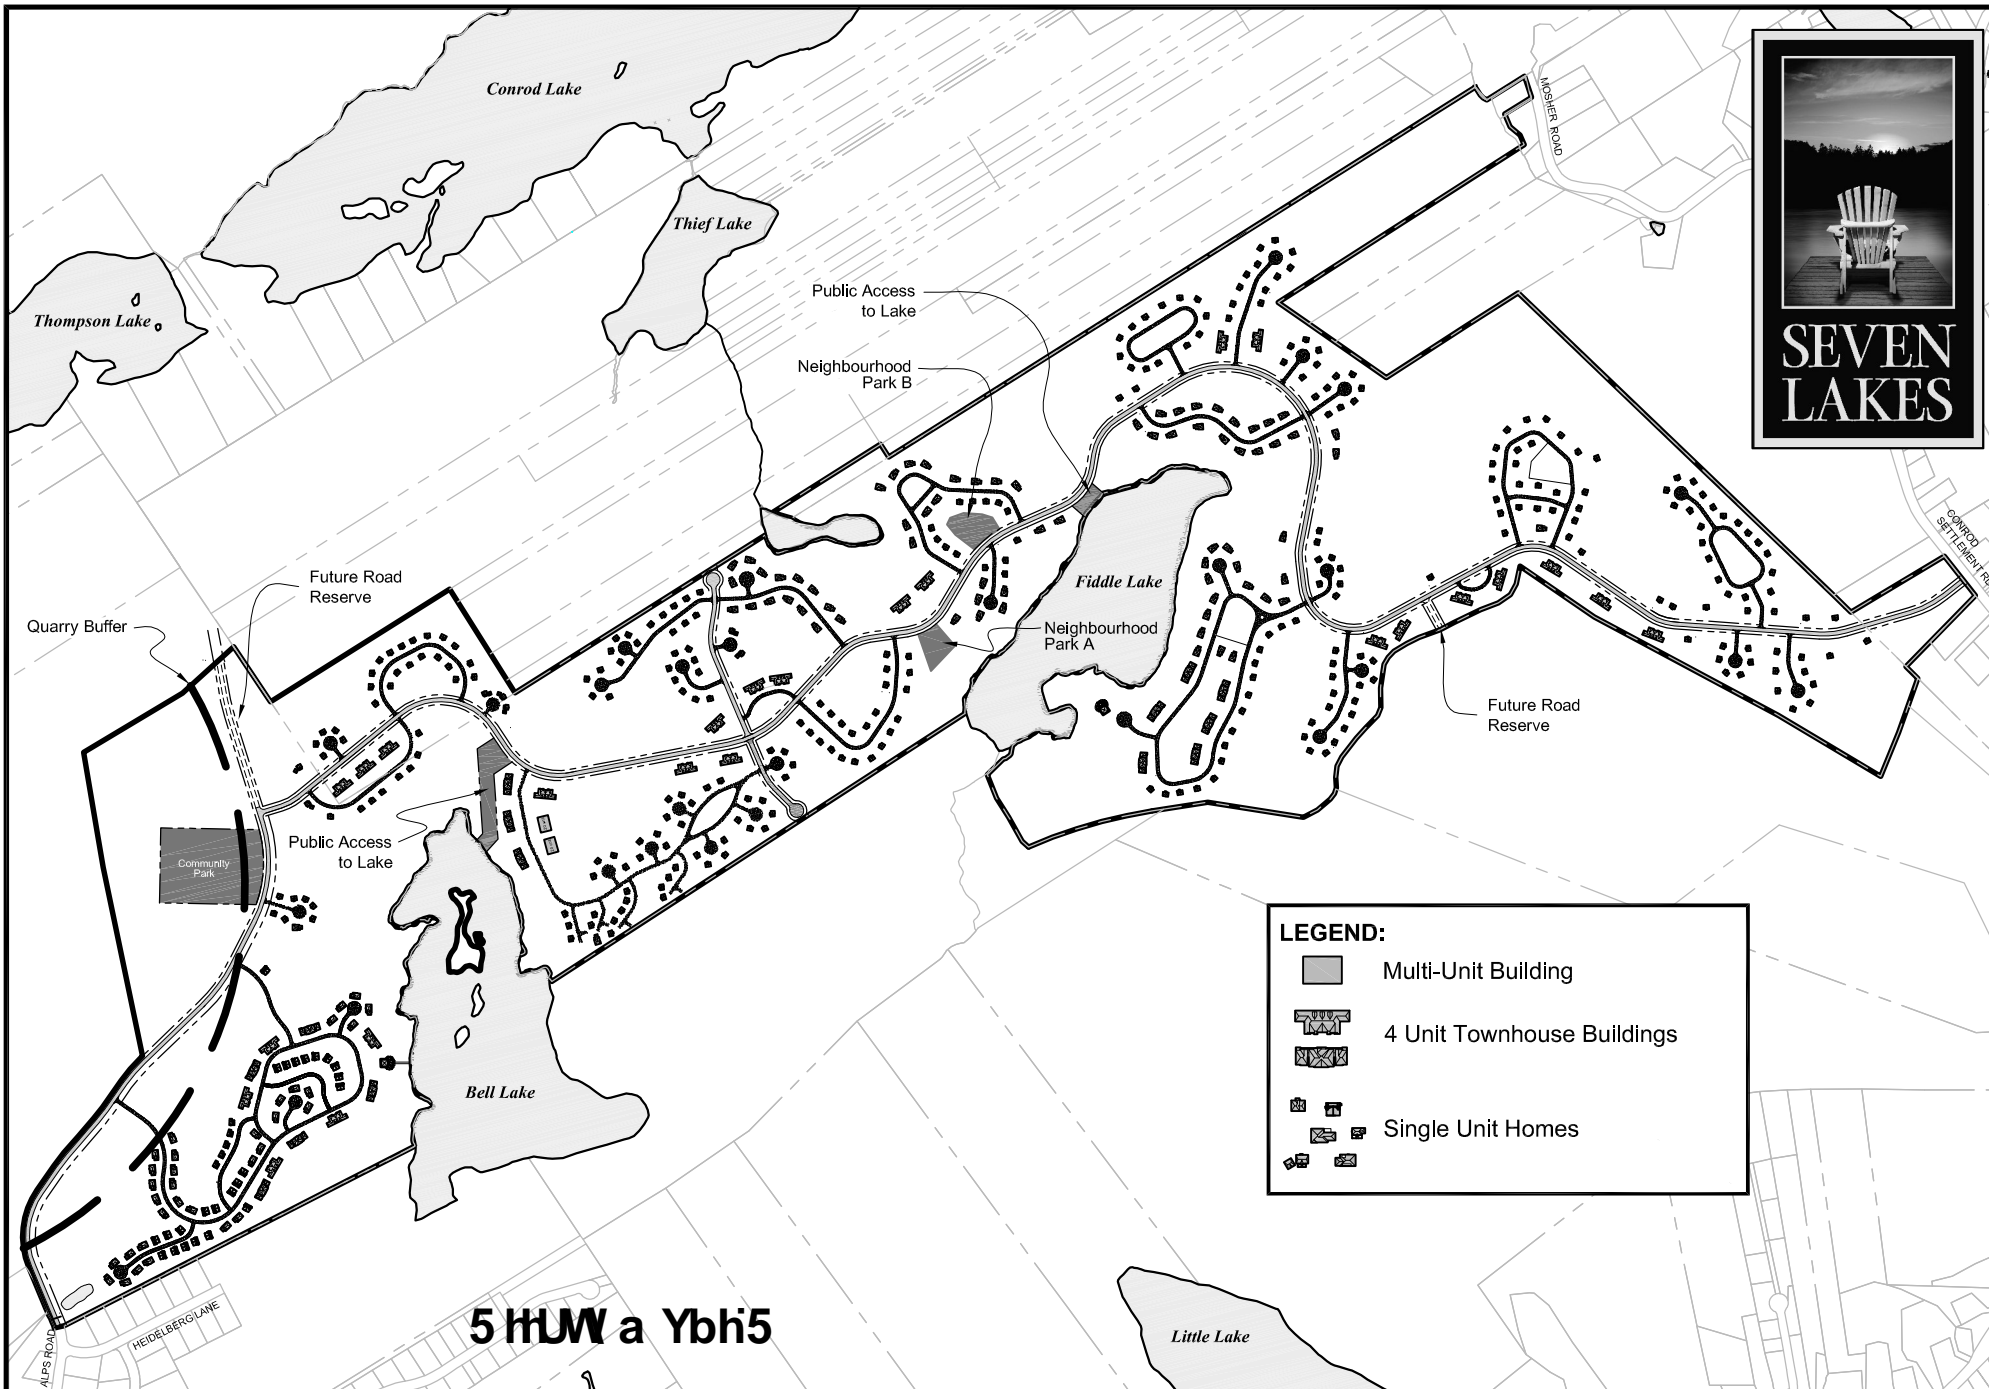 Conrod Lake
MOSHER ROAD
Thief Lake
Thompson Lake
SEVEN
LAKES
Public Access
to Lake
Neighbourhood
Park B
Future Road
Reserve
Quarry Buffer
Fiddle Lake
Neighbourhood
Park A
CONROD
Future Road
Reserve
Public Access
to Lake
Community
Park
Bell Lake
LEGEND:
Multi-Unit Building
4 Unit Townhouse Buildings
Single Unit Homes
HEIDELBERG LANE
ALPS ROAD
Little Lake